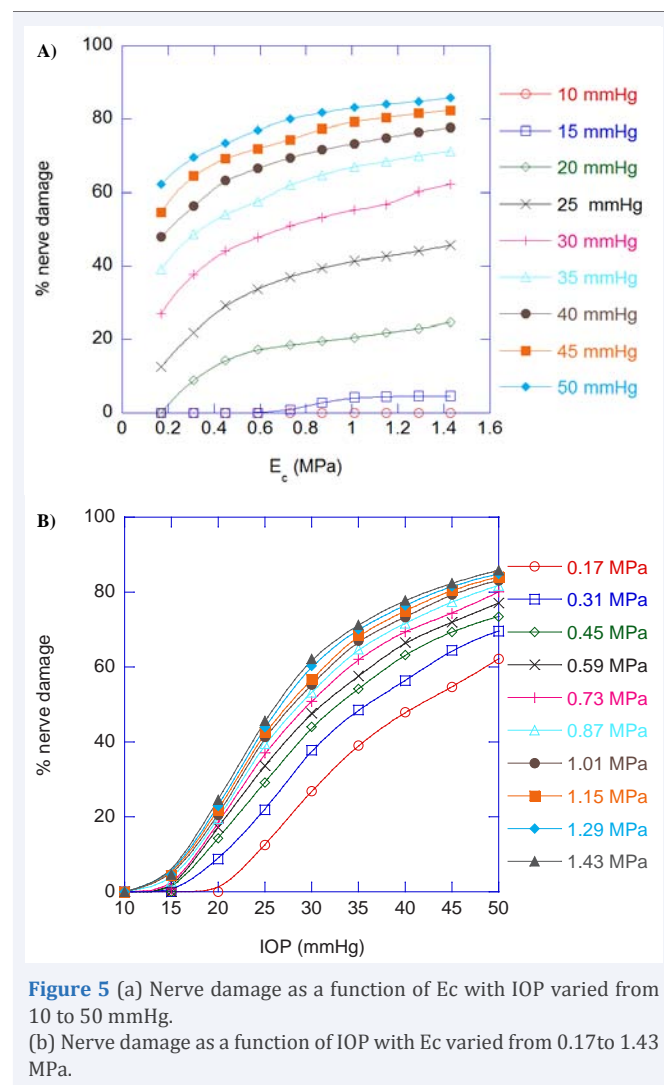 A)
100
80
60
40
20
0
% nerve damage
0 0.2 0.4 0.6 0.8 1 1.2 1.4 1.6
E_c (MPa)
10 mmHg
15 mmHg
20 mmHg
25 mmHg
30 mmHg
35 mmHg
40 mmHg
45 mmHg
50 mmHg
B)
100
80
60
40
20
0
% nerve damage
10 15 20 25 30 35 40 45 50
IOP (mmHg)
0.17 MPa
0.31 MPa
0.45 MPa
0.59 MPa
0.73 MPa
0.87 MPa
1.01 MPa
1.15 MPa
1.29 MPa
1.43 MPa
Figure 5 (a) Nerve damage as a function of Ec with IOP varied from
10 to 50 mmHg.
(b) Nerve damage as a function of IOP with Ec varied from 0.17to 1.43
MPa.